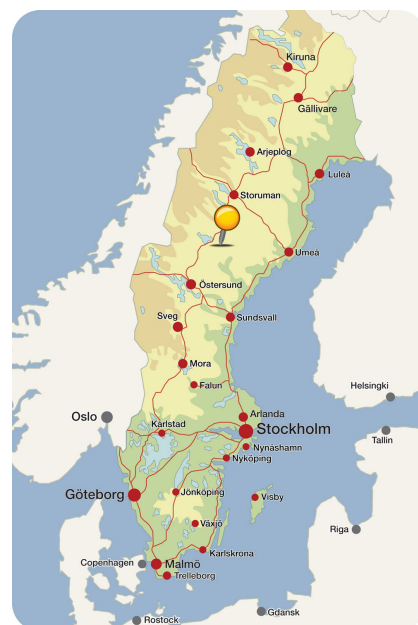 Kiruna
Gällivare
Arjeplog
Luleå
Storuman
Umeå
Östersund
Sveg
Sundsvall
Mora
Falun
Helsingki
Oslo
Arlanda
Karlstad
Stockholm
Tallin
Nynäshamn
Nyköping
Göteborg
Jönköping
Visby
Växjö
Riga
Karlskrona
Copenhagen
Malmö
Trelleborg
Gdansk
Rostock